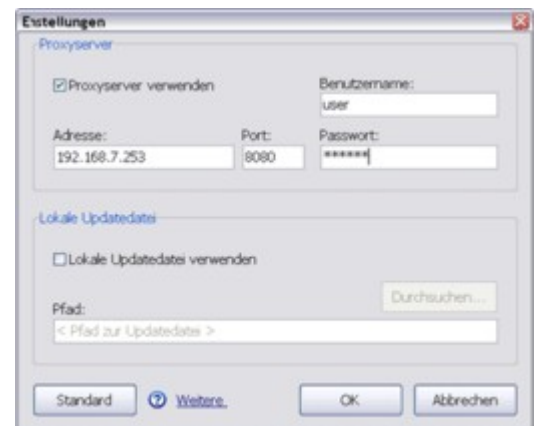 Einstellungen
Proxyserver
Proxyserver verwenden
Benutzername:
user
Adresse:
Port:
Passwort:
192.168.7.253
8080
******
Lokale Updatedatei
Lokale Updatedatei verwenden
Durchsuchen...
Pfad:
< Pfad zur Updatedatei >
Standard
Weitere.
OK
Abbrechen